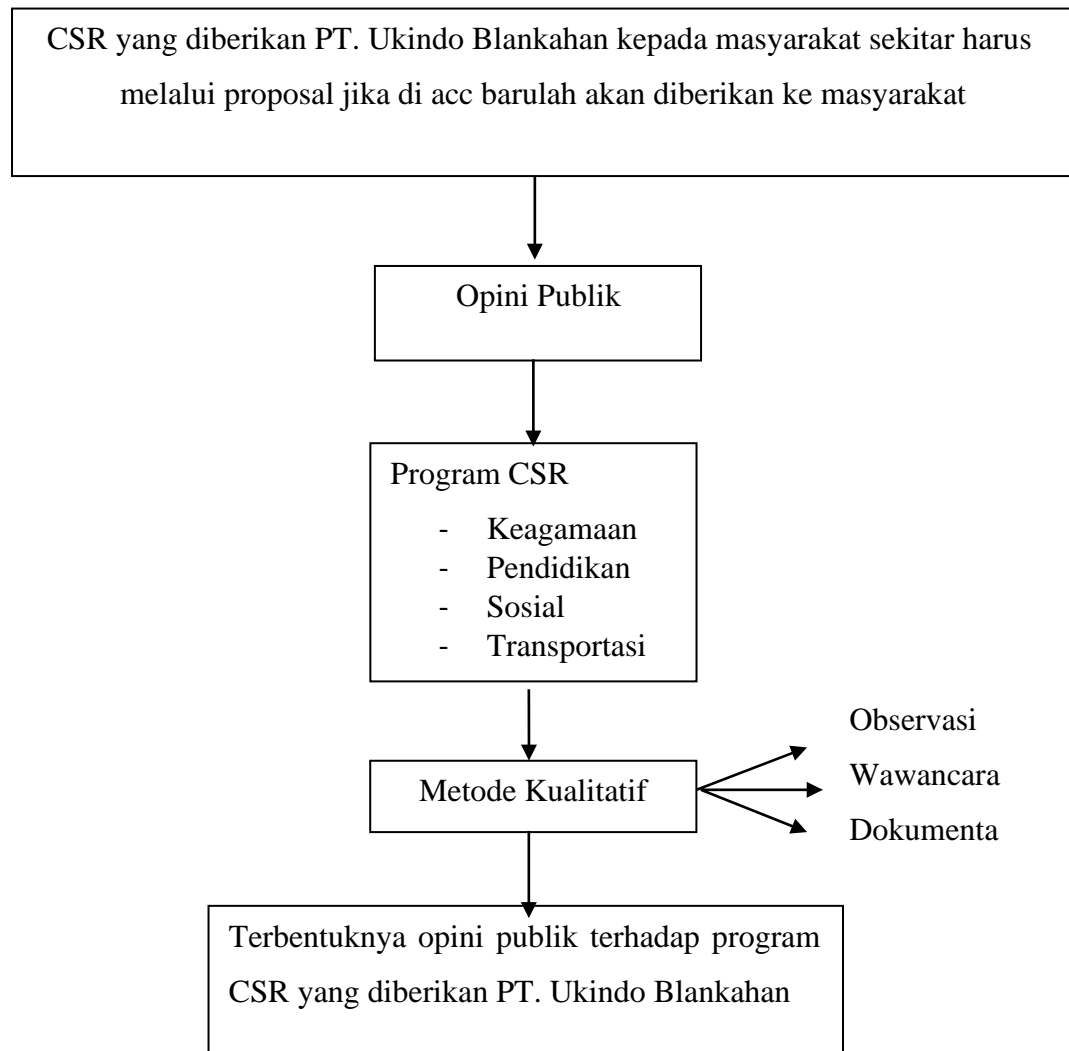 CSR yang diberikan PT. Ukindo Blankahan kepada masyarakat sekitar harus
melalui proposal jika di acc barulah akan diberikan ke masyarakat
Opini Publik
Program CSR
- Keagamaan
- Pendidikan
- Sosial
- Transportasi
Observasi
Metode Kualitatif
Wawancara
Dokumenta
Terbentuknya opini publik terhadap program
CSR yang diberikan PT. Ukindo Blankahan